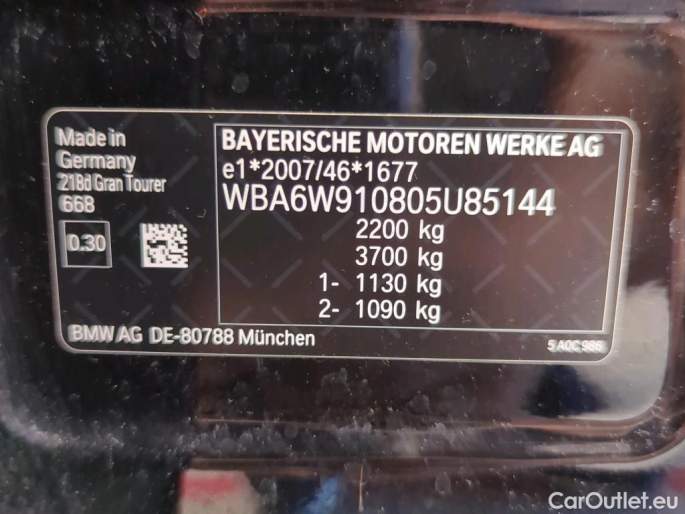 Made in
Germany
218d Gran Tourer
668
0.30
BAYERISCHE MOTOREN WERKE AG
e1*2007/46*1677
WBA6W910805U85144
2200 kg
3700 kg
1- 1130 kg
2- 1090 kg
BMW AG DE-80788 München
5 A0C 986
CarOutlet.eu